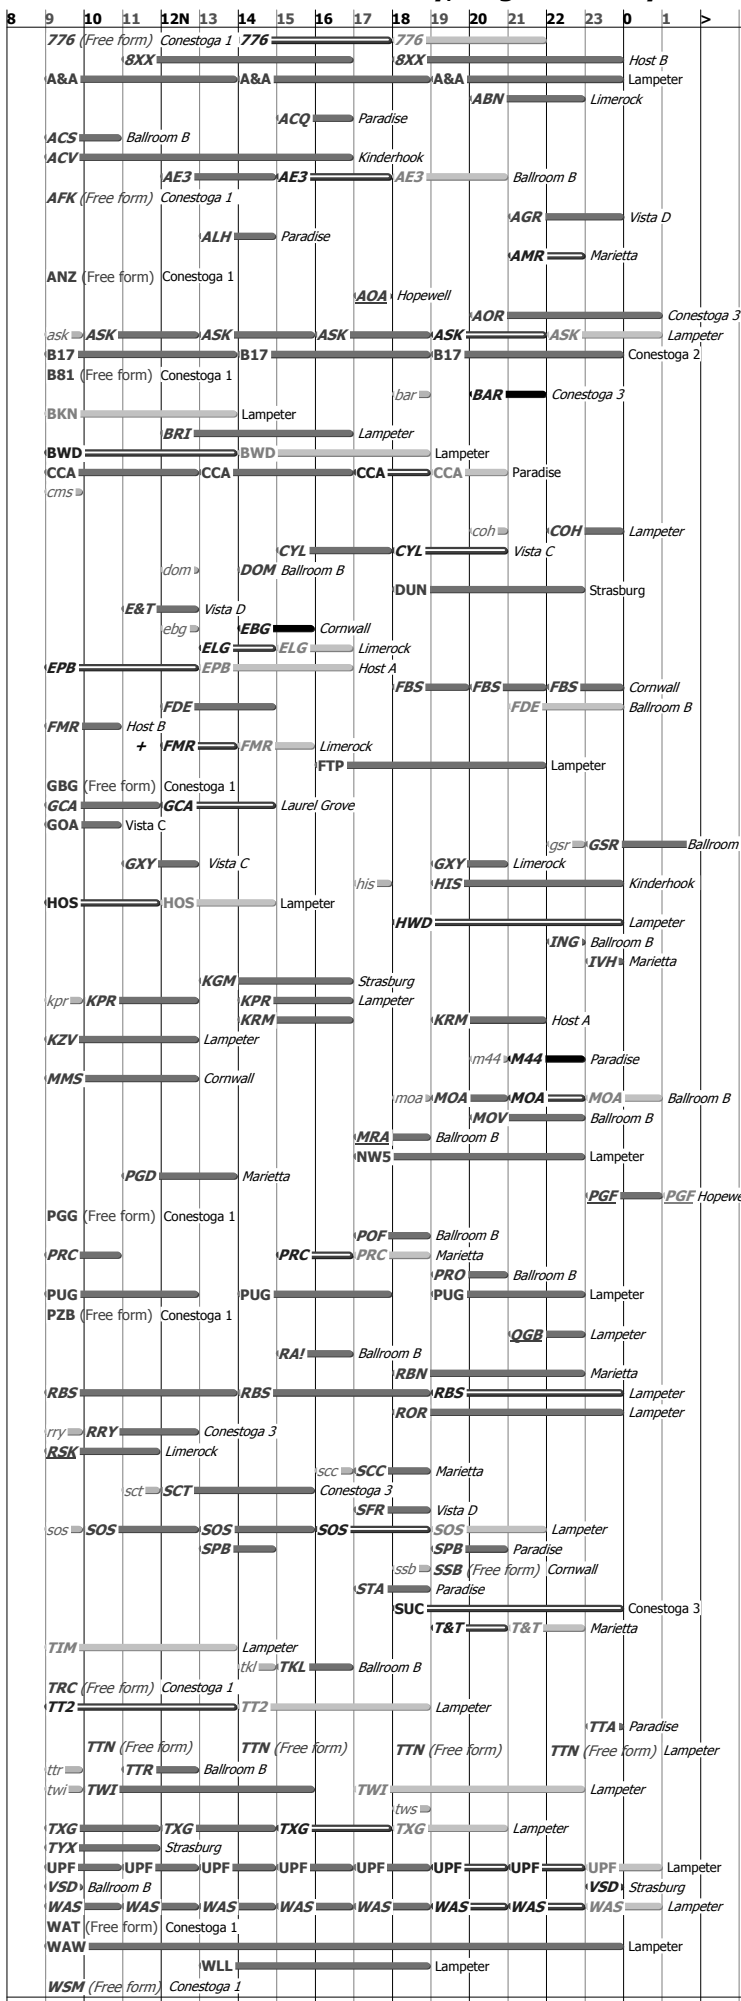 8 9 10 11 12N 13 14 15 16 17 18 19 20 21 22 23 0 1 >
776 (Free form) Conestoga 1 776 776
8XX 8XX Host B
A&A A&A A&A Lampeter
ABN Limerock
ACQ Paradise
ACS Ballroom B
ACV Kinderhook
AE3 AE3 AE3 Ballroom B
AFK (Free form) Conestoga 1
AGR Vista D
ALH Paradise
AMR Marietta
ANZ (Free form) Conestoga 1
AOA Hopewell
AOR Conestoga 3
ask ASK ASK ASK ASK ASK Lampeter
B17 B17 B17 Conestoga 2
B81 (Free form) Conestoga 1
bar BAR Conestoga 3
BKN Lampeter
BRI Lampeter
BWD BWD Lampeter
CCA CCA CCA CCA Paradise
cms
coh COH Lampeter
CYL CYL Vista C
dom DOM Ballroom B
DUN Strasburg
E&T Vista D
ebg EBG Cornwall
ELG ELG Limerock
EPB EPB Host A
FBS FBS FBS Cornwall
FDE FDE Ballroom B
FMR Host B
+ FMR FMR Limerock
FTP Lampeter
GBG (Free form) Conestoga 1
GCA GCA Laurel Grove
GOA Vista C
gsr GSR Ballroom
GXY Vista C GXY Limerock
his HIS Kinderhook
HOS HOS Lampeter
HWD Lampeter
ING Ballroom B
IVH Marietta
KGM Strasburg
kpr KPR KPR Lampeter
KRM KRM Host A
KZV Lampeter
m44 M44 Paradise
MMS Cornwall
moa MOA MOA MOA Ballroom B
MOV Ballroom B
MRA Ballroom B
NW5 Lampeter
PGD Marietta
PGF PGF Hopewe
PGG (Free form) Conestoga 1
POF Ballroom B
PRC PRC PRC Marietta
PRO Ballroom B
PUG PUG PUG Lampeter
PZB (Free form) Conestoga 1
QGB Lampeter
RA! Ballroom B
RBN Marietta
RBS RBS RBS Lampeter
ROR Lampeter
rry RRY Conestoga 3
RSK Limerock
scc SCC Marietta
sct SCT Conestoga 3
SFR Vista D
sos SOS SOS SOS SOS Lampeter
SPB SPB Paradise
ssb SSB (Free form) Cornwall
STA Paradise
SUC Conestoga 3
T&T T&T Marietta
TIM Lampeter
tkl TKL Ballroom B
TRC (Free form) Conestoga 1
TT2 TT2 Lampeter
TTA Paradise
TTN (Free form) TTN (Free form) TTN (Free form) TTN (Free form) Lampeter
ttr TTR Ballroom B
twi TWI TWI Lampeter
tws
TXG TXG TXG TXG Lampeter
TYX Strasburg
UPF UPF UPF UPF UPF UPF UPF UPF Lampeter
VSD Ballroom B VSD Strasburg
WAS WAS WAS WAS WAS WAS WAS WAS Lampeter
WAT (Free form) Conestoga 1
WAW Lampeter
WLL Lampeter
WSM (Free form) Conestoga 1